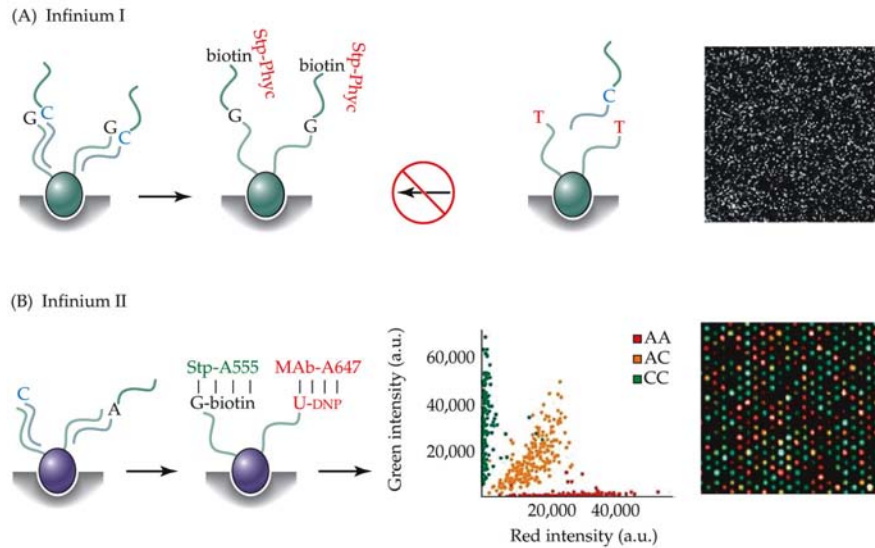 (A) Infinium I
biotin
Stp-Phyc
biotin
Stp-Phyc
G
C
G
C
G
G
T
C
T
(B) Infinium II
C
A
Stp-A555
MAb-A647
G-biotin
U-DNP
Green intensity (a.u.)
60,000
40,000
20,000
20,000
40,000
Red intensity (a.u.)
AA
AC
CC